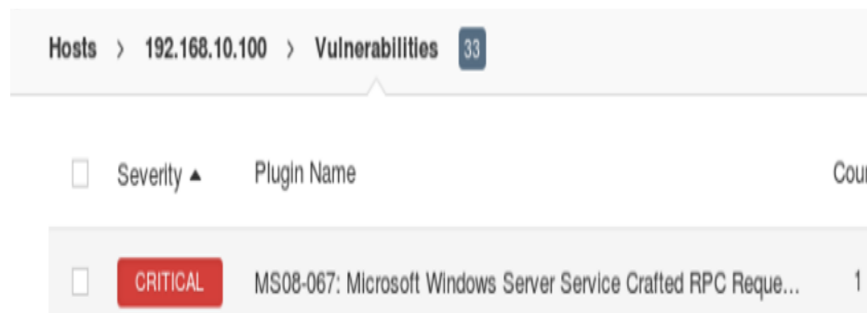 Hosts > 192.168.10.100 > Vulnerabilities 33
Severity ▲ Plugin Name Cour
CRITICAL MS08-067: Microsoft Windows Server Service Crafted RPC Reque... 1